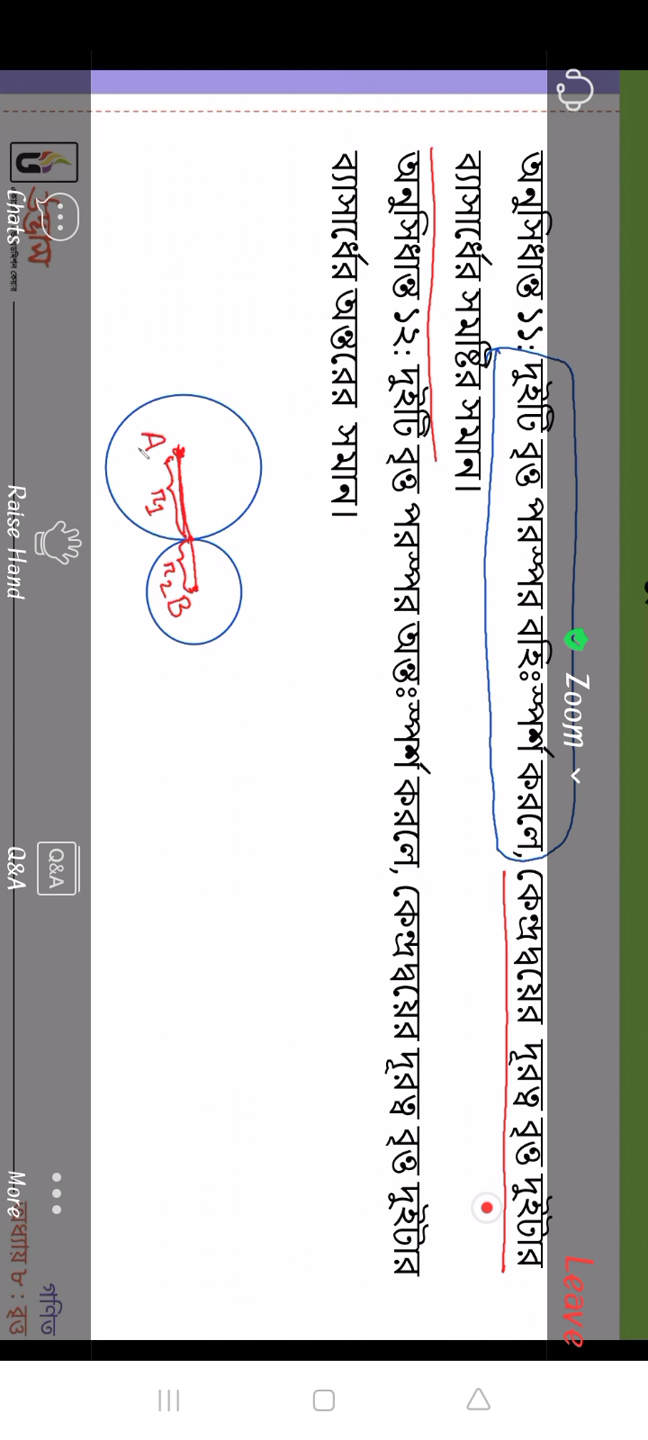 Zoom
Leave
অনুসিধান্ত ১১: দুইটি বৃত্ত পরস্পর বহিঃস্পর্শ করলে, কেন্দ্রদ্বয়ের দূরত্ব বৃত্ত দুইটার
ব্যাসার্ধের সমষ্টির সমান।
অনুসিধান্ত ১২: দুইটি বৃত্ত পরস্পর অন্তঃস্পর্শ করলে, কেন্দ্রদ্বয়ের দূরত্ব বৃত্ত দুইটার
ব্যাসার্ধের অন্তরের সমান।
A
r1
r2
B
উদ্ভাস
গণিত
অধ্যায় ৮ : বৃত্ত
Chats
Raise Hand
Q&A
Q&A
More